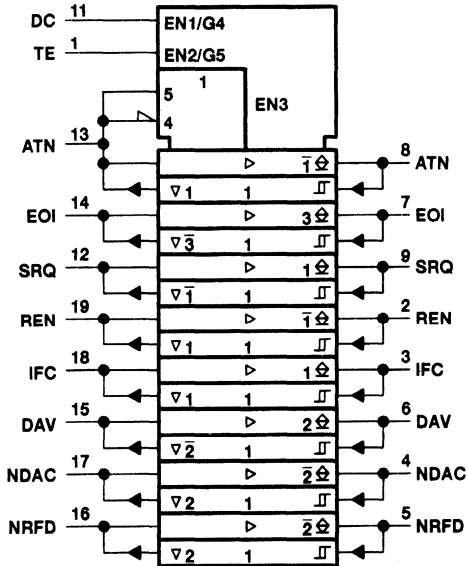 DC 11 EN1/G4
TE 1 EN2/G5
1
5 EN3
4
ATN 13
1̅ 8 ATN
1 1
EOI 14 3 7 EOI
3̅ 1
SRQ 12 1 9 SRQ
1̅ 1
REN 19 1̅ 2 REN
1 1
IFC 18 1 3 IFC
1 1
DAV 15 2 6 DAV
2̅ 1
NDAC 17 2̅ 4 NDAC
2 1
NRFD 16 2̅ 5 NRFD
2 1